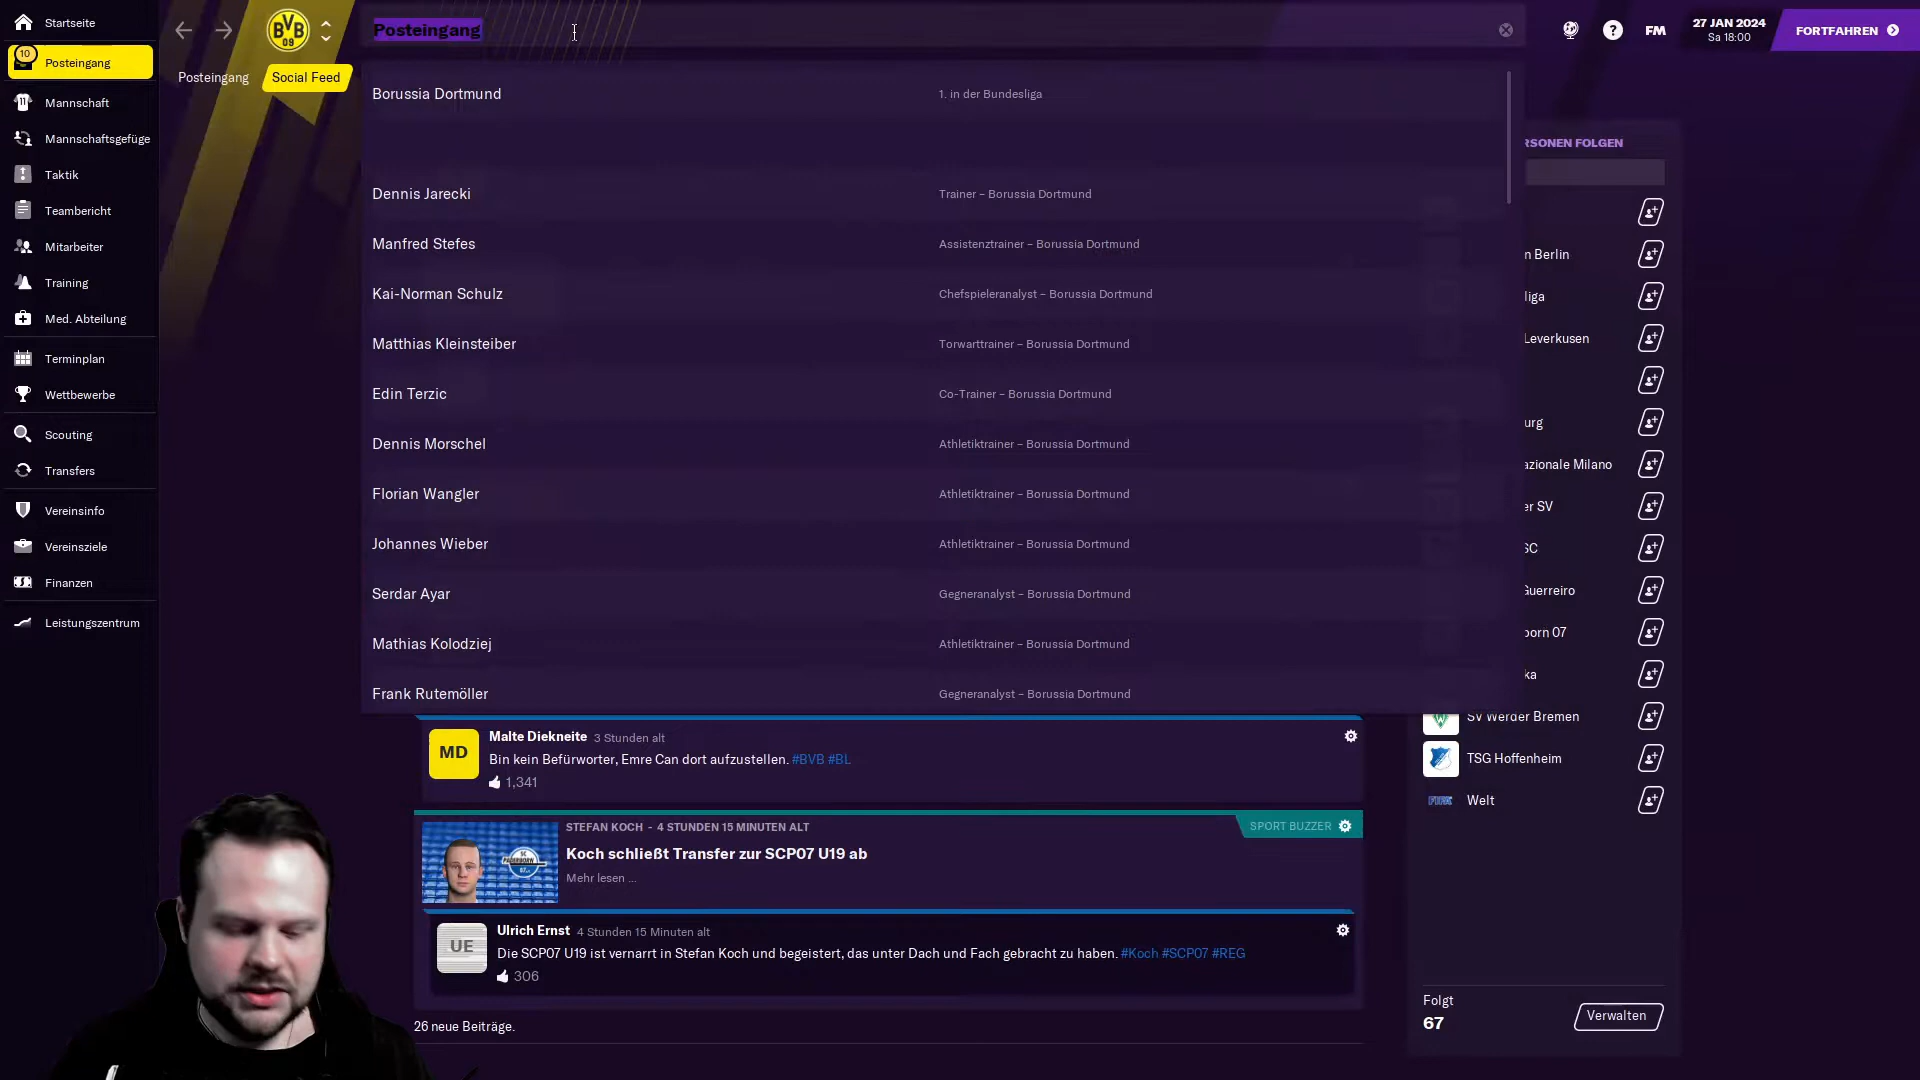 Startseite
10
Posteingang
Mannschaft
Mannschaftsgefüge
Taktik
Teambericht
Mitarbeiter
Training
Med. Abteilung
Terminplan
Wettbewerbe
Scouting
Transfers
Vereinsinfo
Vereinsziele
Finanzen
Leistungszentrum
BVB
09
Posteingang
?
FM
27 JAN 2024
Sa 18:00
FORTFAHREN
Posteingang
Social Feed
Borussia Dortmund
1. in der Bundesliga
Dennis Jarecki
Trainer – Borussia Dortmund
Manfred Stefes
Assistenztrainer – Borussia Dortmund
Kai-Norman Schulz
Chefspieleranalyst – Borussia Dortmund
Matthias Kleinsteiber
Torwarttrainer – Borussia Dortmund
Edin Terzic
Co-Trainer – Borussia Dortmund
Dennis Morschel
Athletiktrainer – Borussia Dortmund
Florian Wangler
Athletiktrainer – Borussia Dortmund
Johannes Wieber
Athletiktrainer – Borussia Dortmund
Serdar Ayar
Gegneranalyst – Borussia Dortmund
Mathias Kolodziej
Athletiktrainer – Borussia Dortmund
Frank Rutemöller
Gegneranalyst – Borussia Dortmund
MD
Malte Diekneite 3 Stunden alt
Bin kein Befürworter, Emre Can dort aufzustellen. #BVB #BL
1,341
STEFAN KOCH - 4 STUNDEN 15 MINUTEN ALT
SPORT BUZZER
Koch schließt Transfer zur SCP07 U19 ab
Mehr lesen ...
UE
Ulrich Ernst 4 Stunden 15 Minuten alt
Die SCP07 U19 ist vernarrt in Stefan Koch und begeistert, das unter Dach und Fach gebracht zu haben. #Koch #SCP07 #REG
306
26 neue Beiträge.
RSONEN FOLGEN
n Berlin
liga
Leverkusen
urg
azionale Milano
er SV
SC
Guerreiro
born 07
ka
SV Werder Bremen
TSG Hoffenheim
Welt
Folgt
67
Verwalten